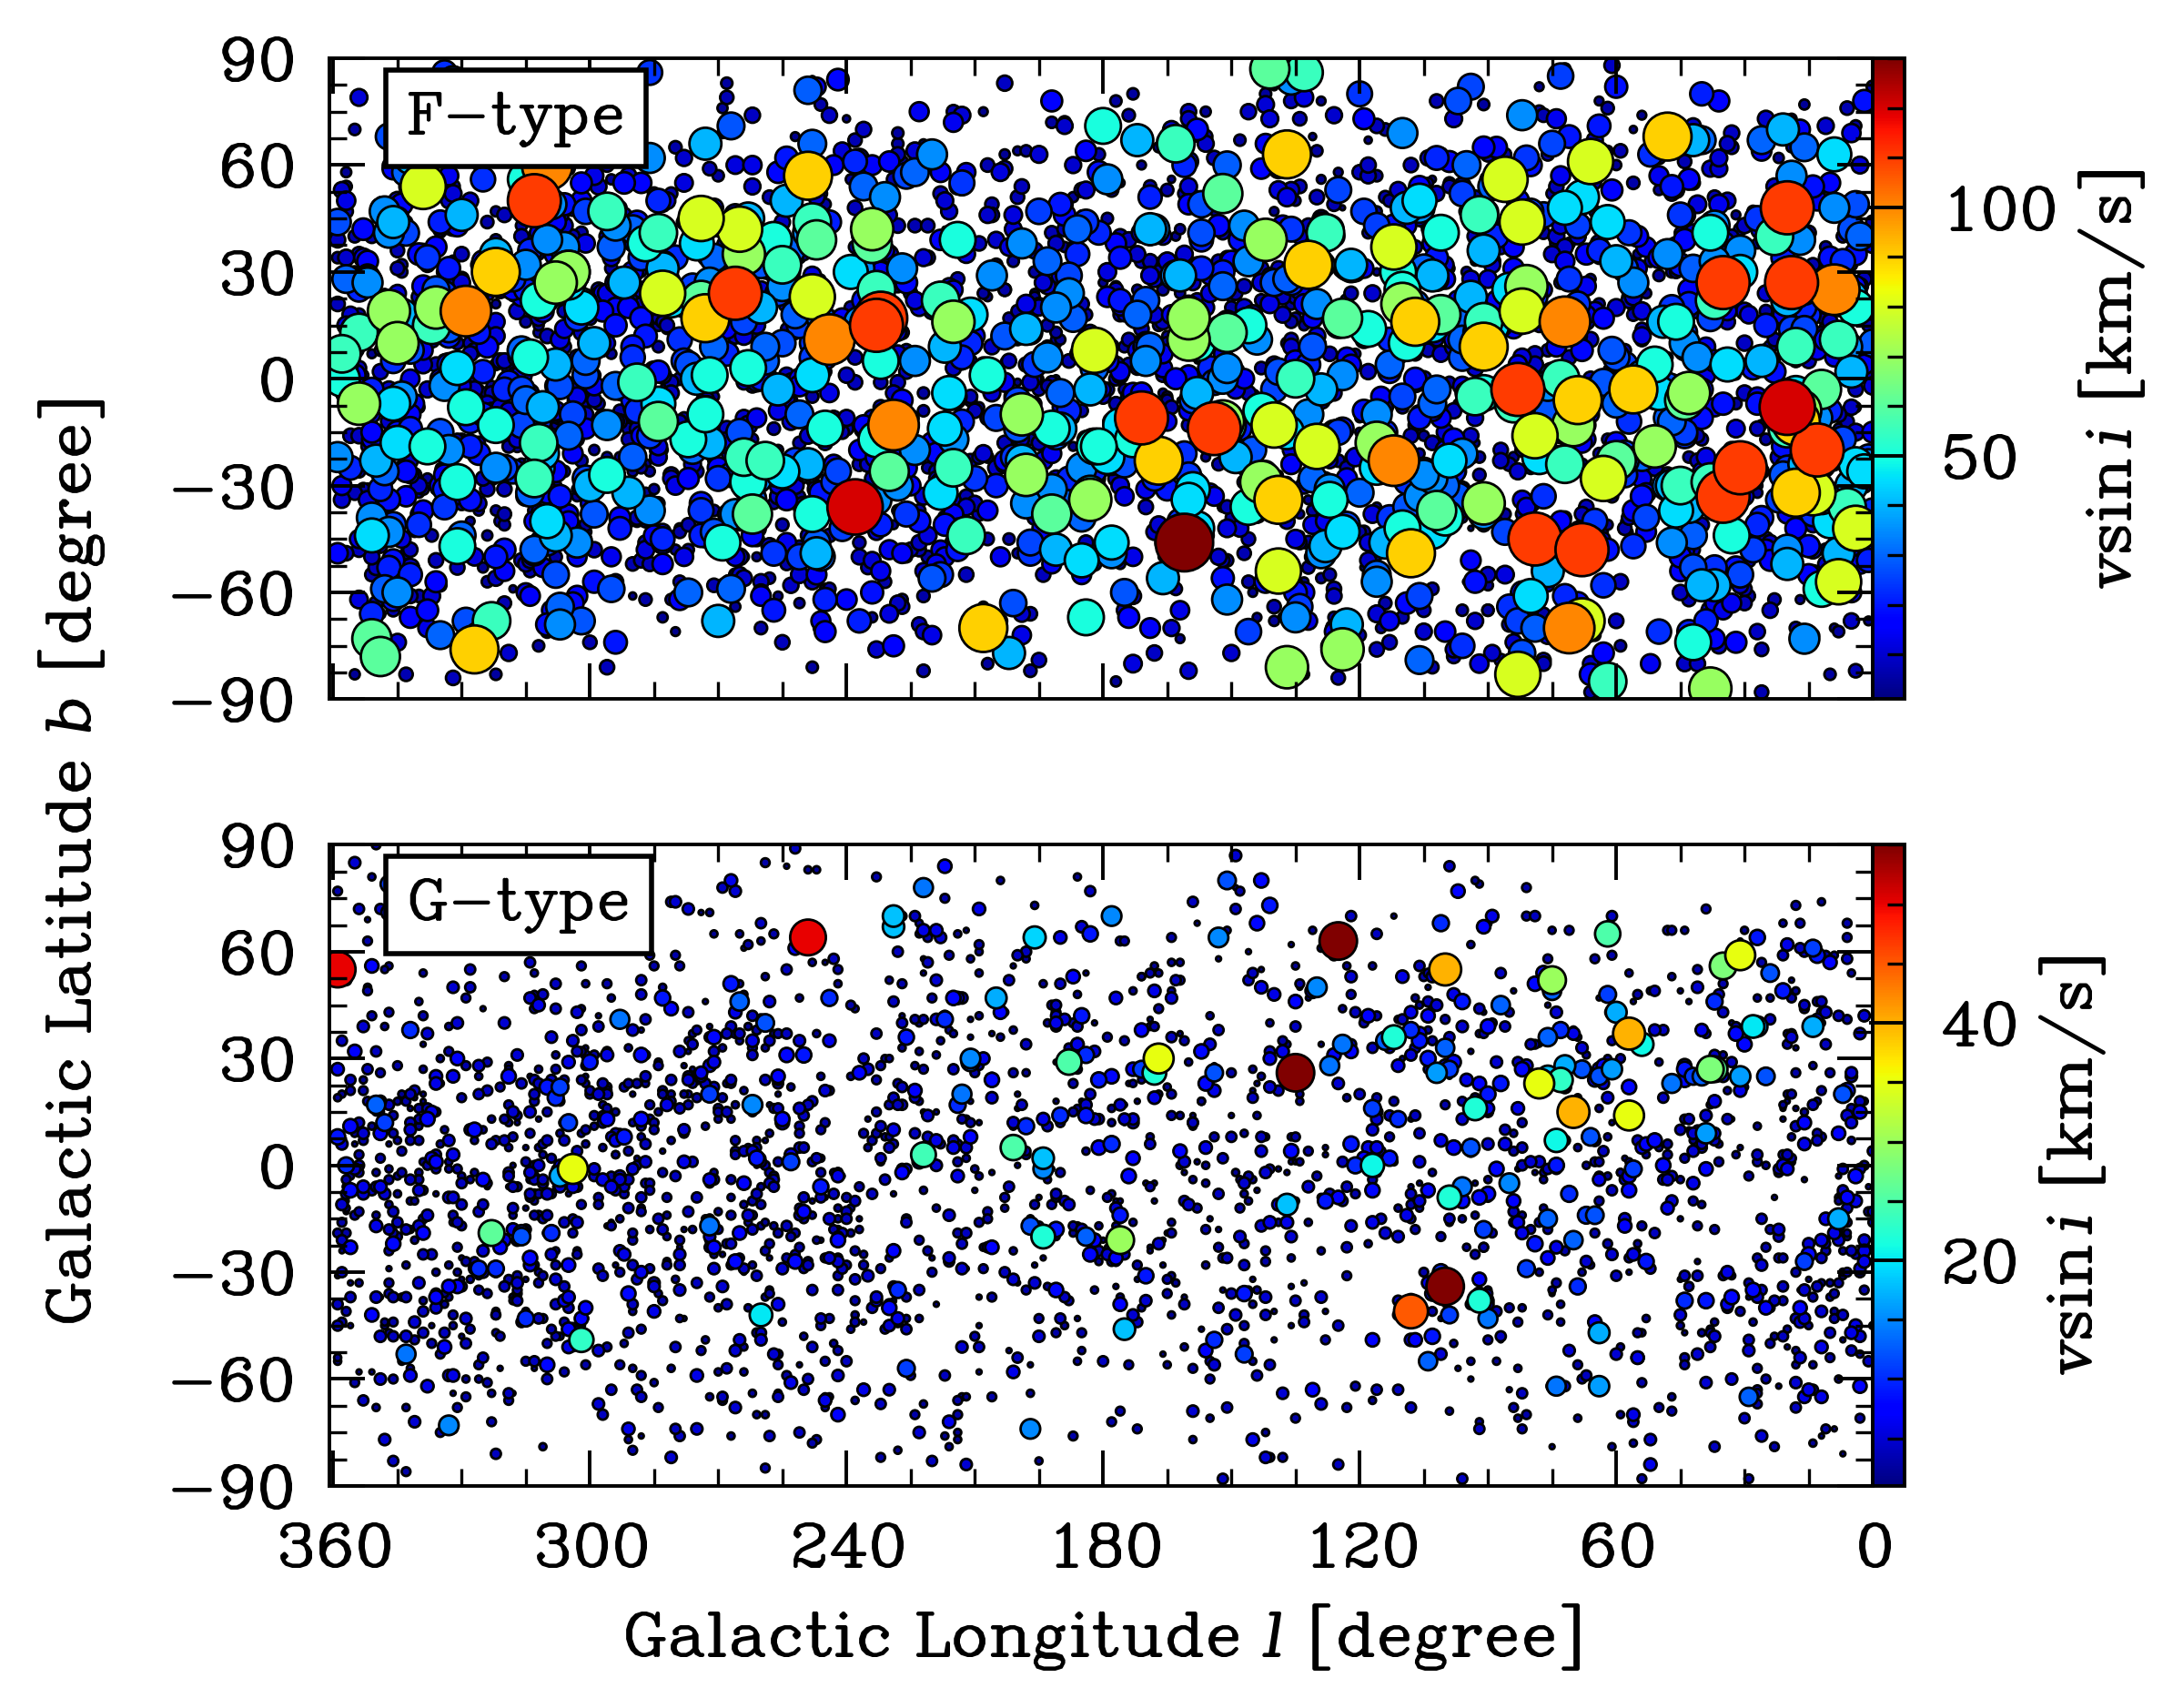 F−type
90
60
30
0
−30
−60
−90
100
50
vsin i [km/s]
Galactic Latitude b [degree]
G−type
90
60
30
0
−30
−60
−90
40
20
vsin i [km/s]
360 300 240 180 120 60 0
Galactic Longitude l [degree]